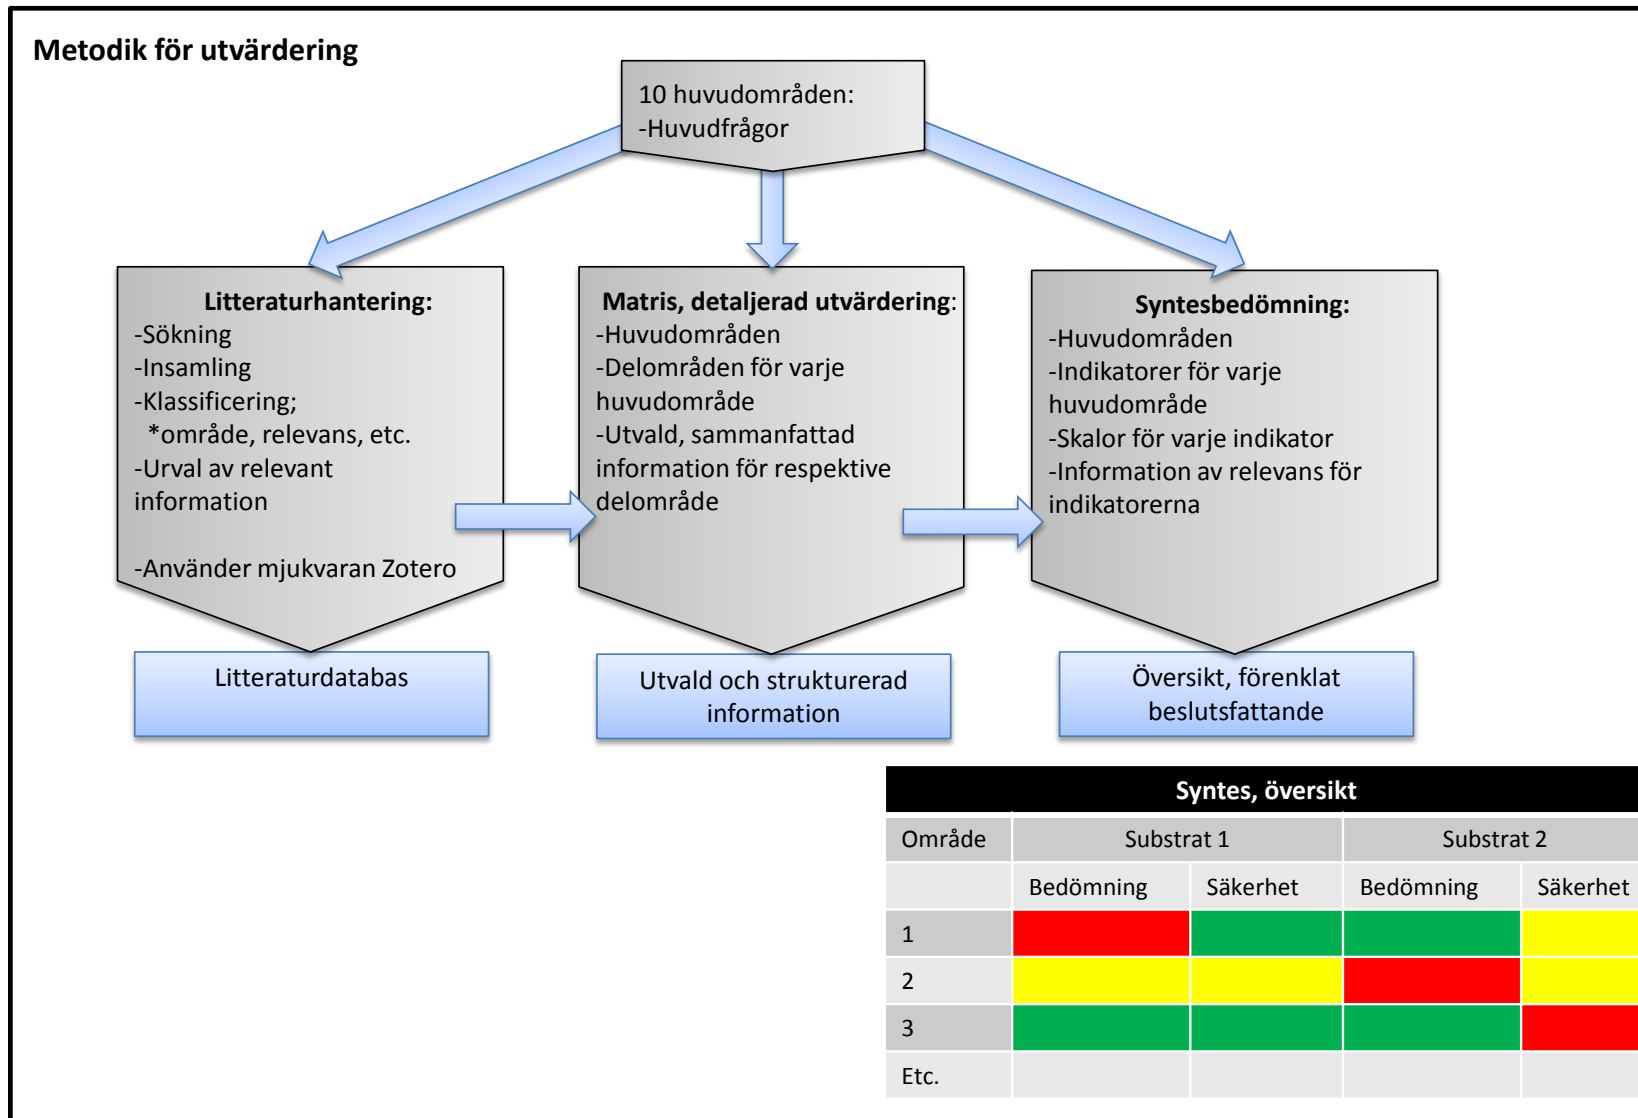 Metodik för utvärdering
10 huvudområden:
-Huvudfrågor
Litteraturhantering:
-Sökning
-Insamling
-Klassificering;
*område, relevans, etc.
-Urval av relevant
information
-Använder mjukvaran Zotero
Matris, detaljerad utvärdering:
-Huvudområden
-Delområden för varje
huvudområde
-Utvald, sammanfattad
information för respektive
delområde
Syntesbedömning:
-Huvudområden
-Indikatorer för varje
huvudområde
-Skalor för varje indikator
-Information av relevans för
indikatorerna
Litteraturdatabas
Utvald och strukturerad
information
Översikt, förenklat
beslutsfattande
Syntes, översikt
Område Substrat 1 Substrat 2
Bedömning Säkerhet Bedömning Säkerhet
1
2
3
Etc.